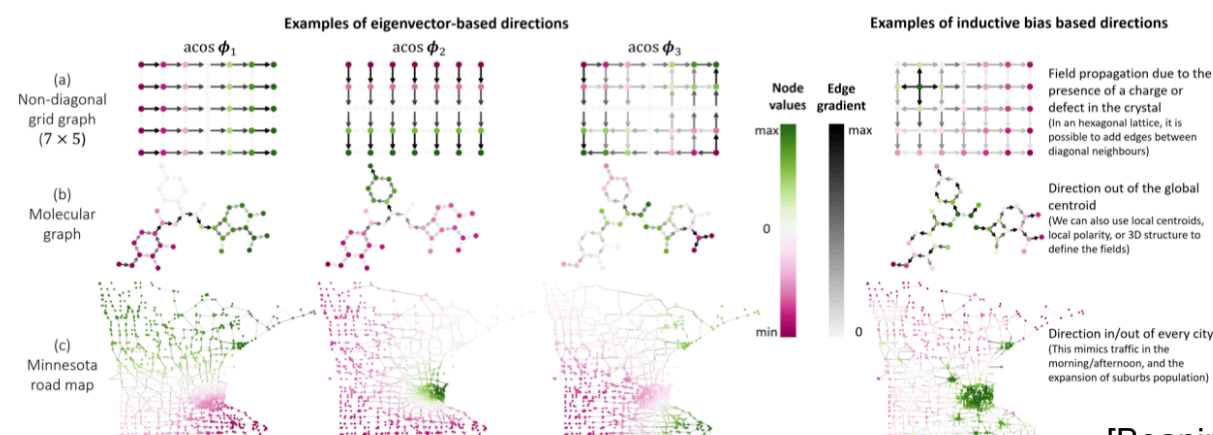 Examples of eigenvector-based directions
Examples of inductive bias based directions
acos ϕ₁
acos ϕ₂
acos ϕ₃
(a)
Non-diagonal
grid graph
(7 × 5)
Node
values
Edge
gradient
max
max
0
min
0
Field propagation due to the
presence of a charge or
defect in the crystal
(In an hexagonal lattice, it is
possible to add edges between
diagonal neighbours)
(b)
Molecular
graph
Direction out of the global
centroid
(We can also use local centroids,
local polarity, or 3D structure to
define the fields)
(c)
Minnesota
road map
Direction in/out of every city
(This mimics traffic in the
morning/afternoon, and the
expansion of suburbs population)